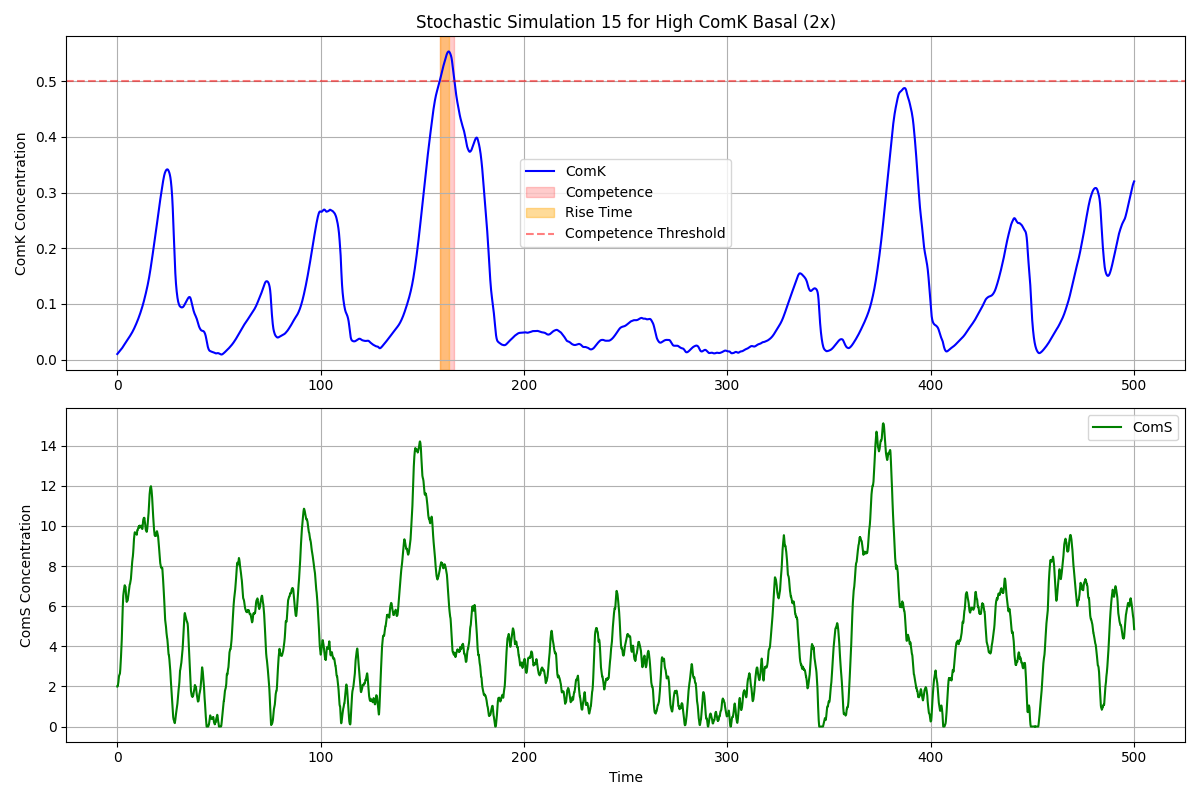 Stochastic Simulation 15 for High ComK Basal (2x)
ComK Concentration
0.5
0.4
0.3
0.2
0.1
0.0
ComK
Competence
Rise Time
Competence Threshold
0 100 200 300 400 500
ComS Concentration
14
12
10
8
6
4
2
0
ComS
0 100 200 300 400 500
Time